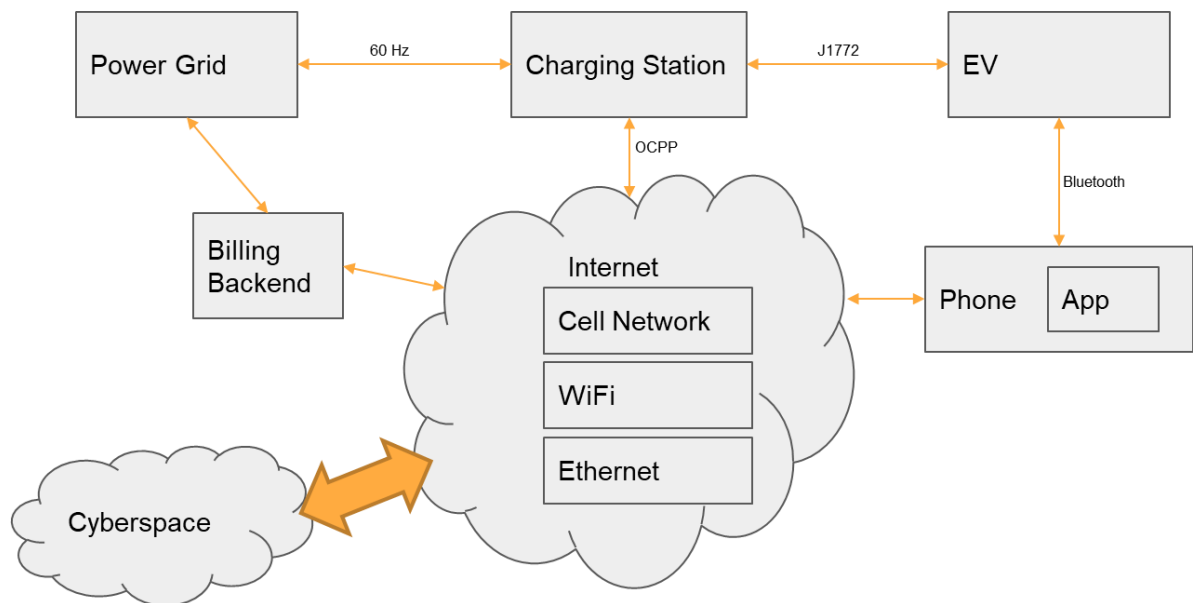 Power Grid
60 Hz
Charging Station
J1772
EV
OCPP
Bluetooth
Billing
Backend
Internet
Cell Network
WiFi
Ethernet
Phone
App
Cyberspace